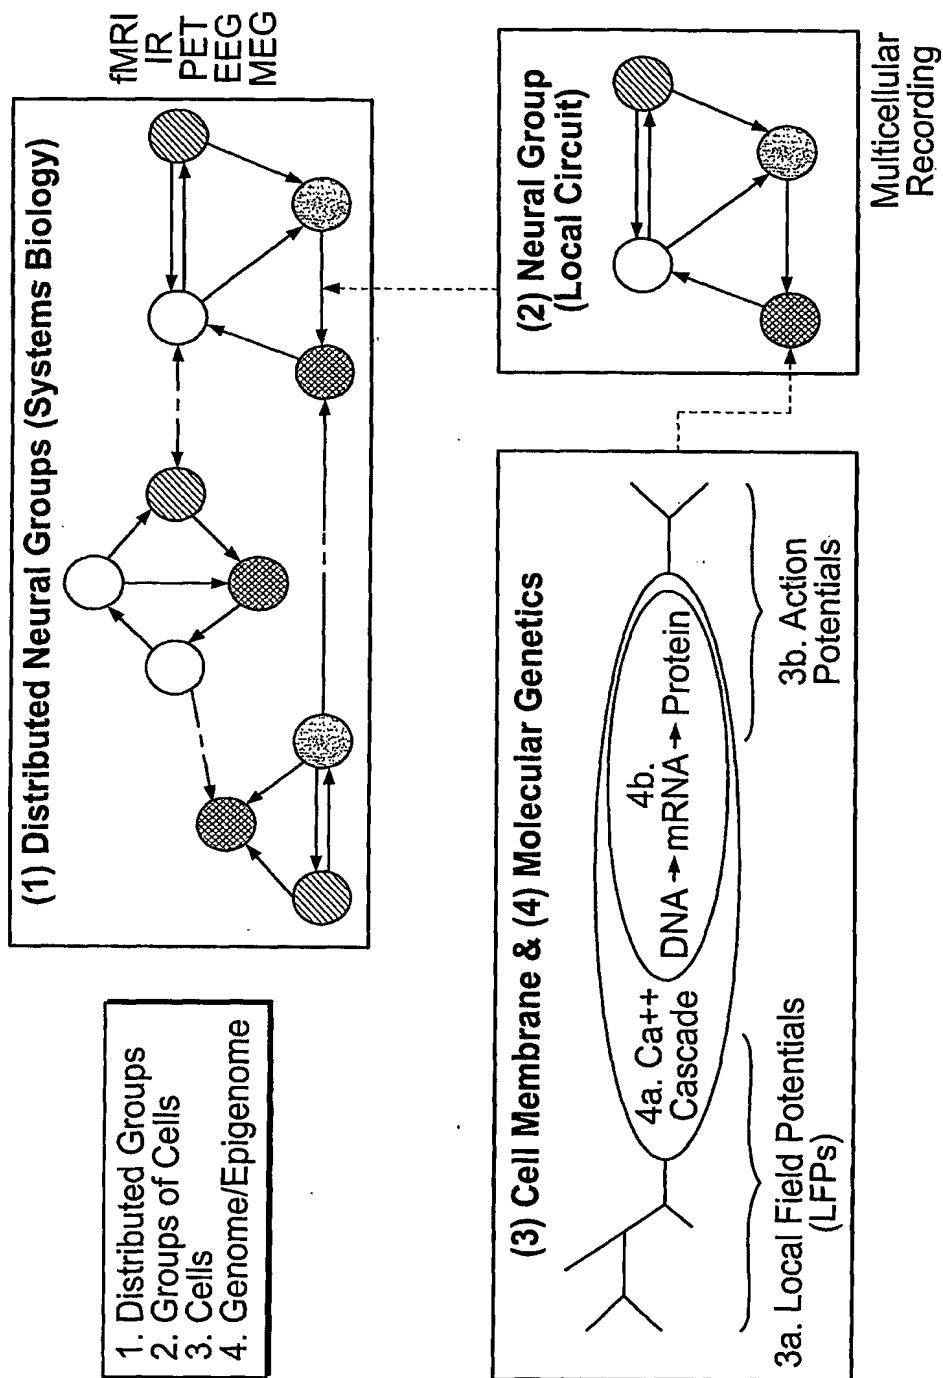 1. Distributed Groups
2. Groups of Cells
3. Cells
4. Genome/Epigenome
(1) Distributed Neural Groups (Systems Biology)
fMRI
IR
PET
EEG
MEG
(3) Cell Membrane & (4) Molecular Genetics
4a. Ca++
Cascade
4b.
DNA→mRNA→Protein
3a. Local Field Potentials
(LFPs)
3b. Action
Potentials
(2) Neural Group
(Local Circuit)
Multicellular
Recording